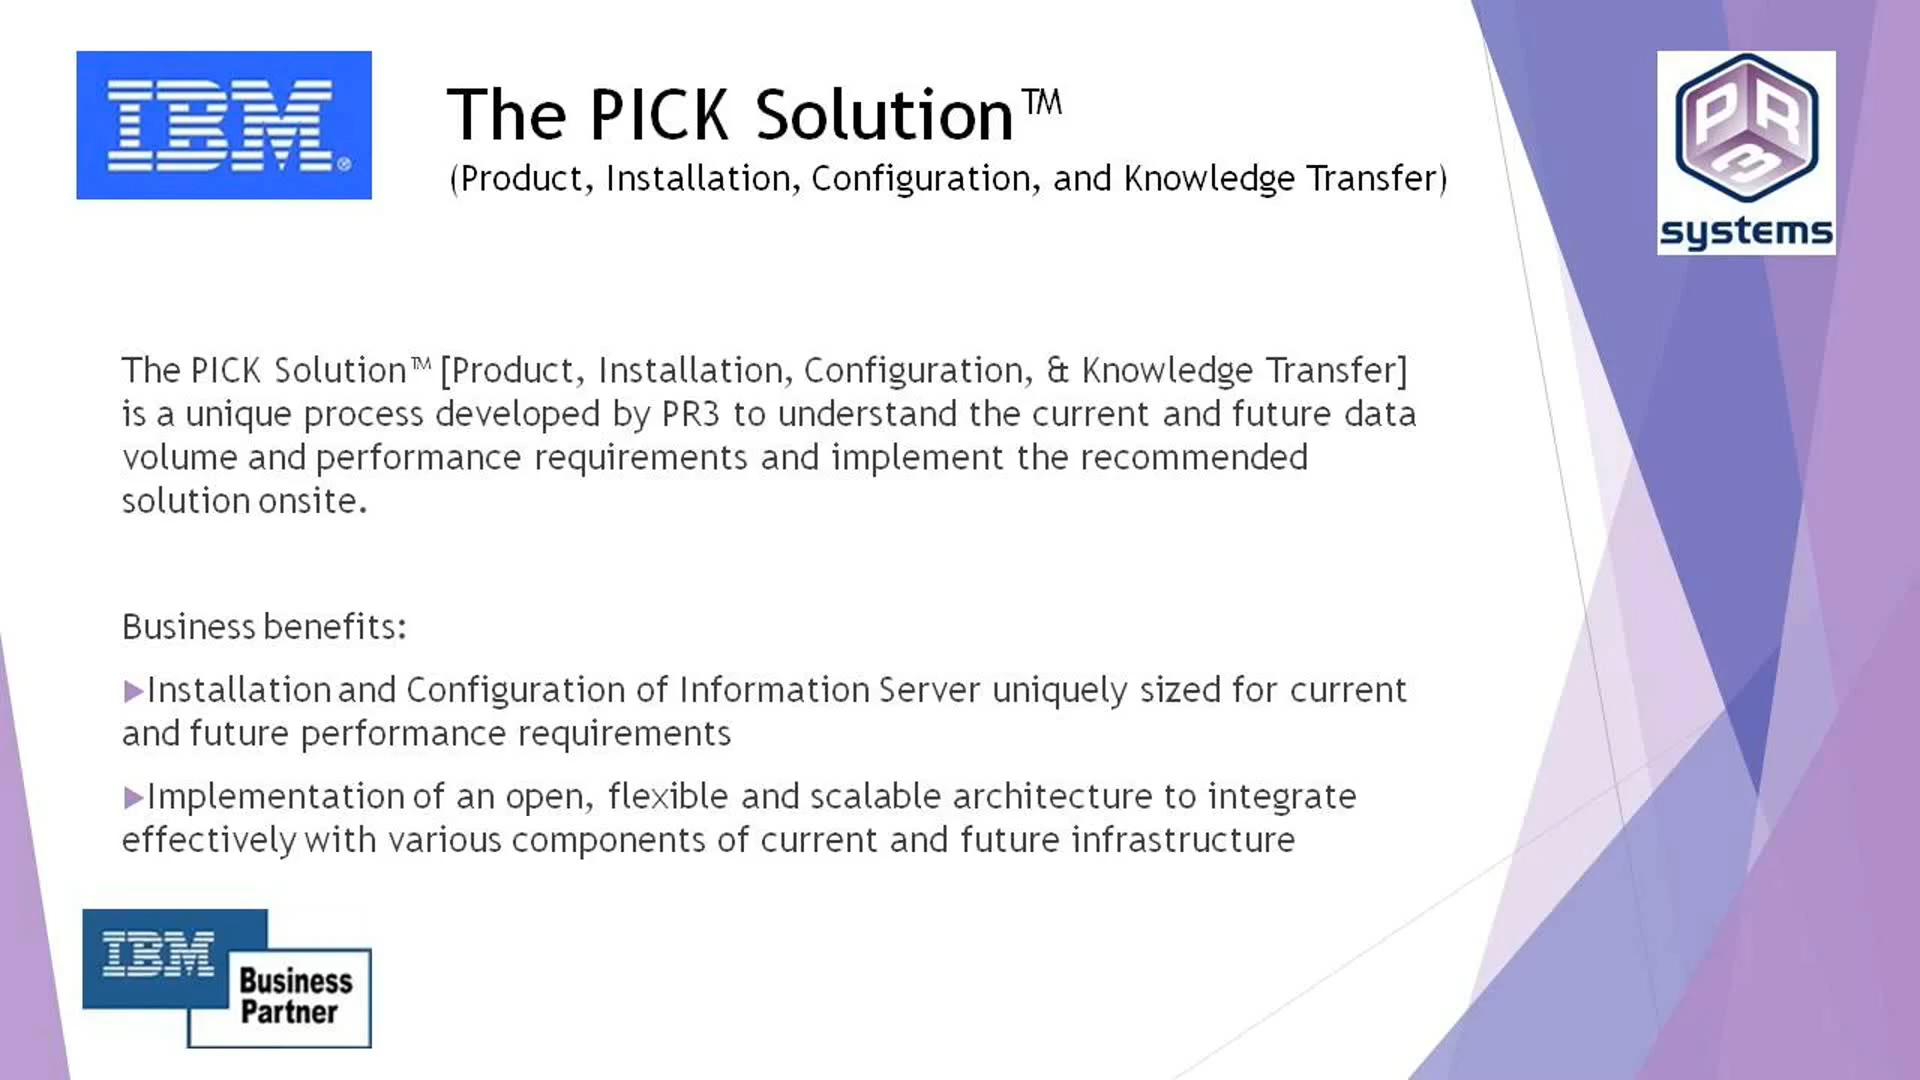 IBM®
The PICK Solution™
(Product, Installation, Configuration, and Knowledge Transfer)
PR3
systems
The PICK Solution™ [Product, Installation, Configuration, & Knowledge Transfer]
is a unique process developed by PR3 to understand the current and future data
volume and performance requirements and implement the recommended
solution onsite.
Business benefits:
Installation and Configuration of Information Server uniquely sized for current
and future performance requirements
Implementation of an open, flexible and scalable architecture to integrate
effectively with various components of current and future infrastructure
IBM
Business
Partner